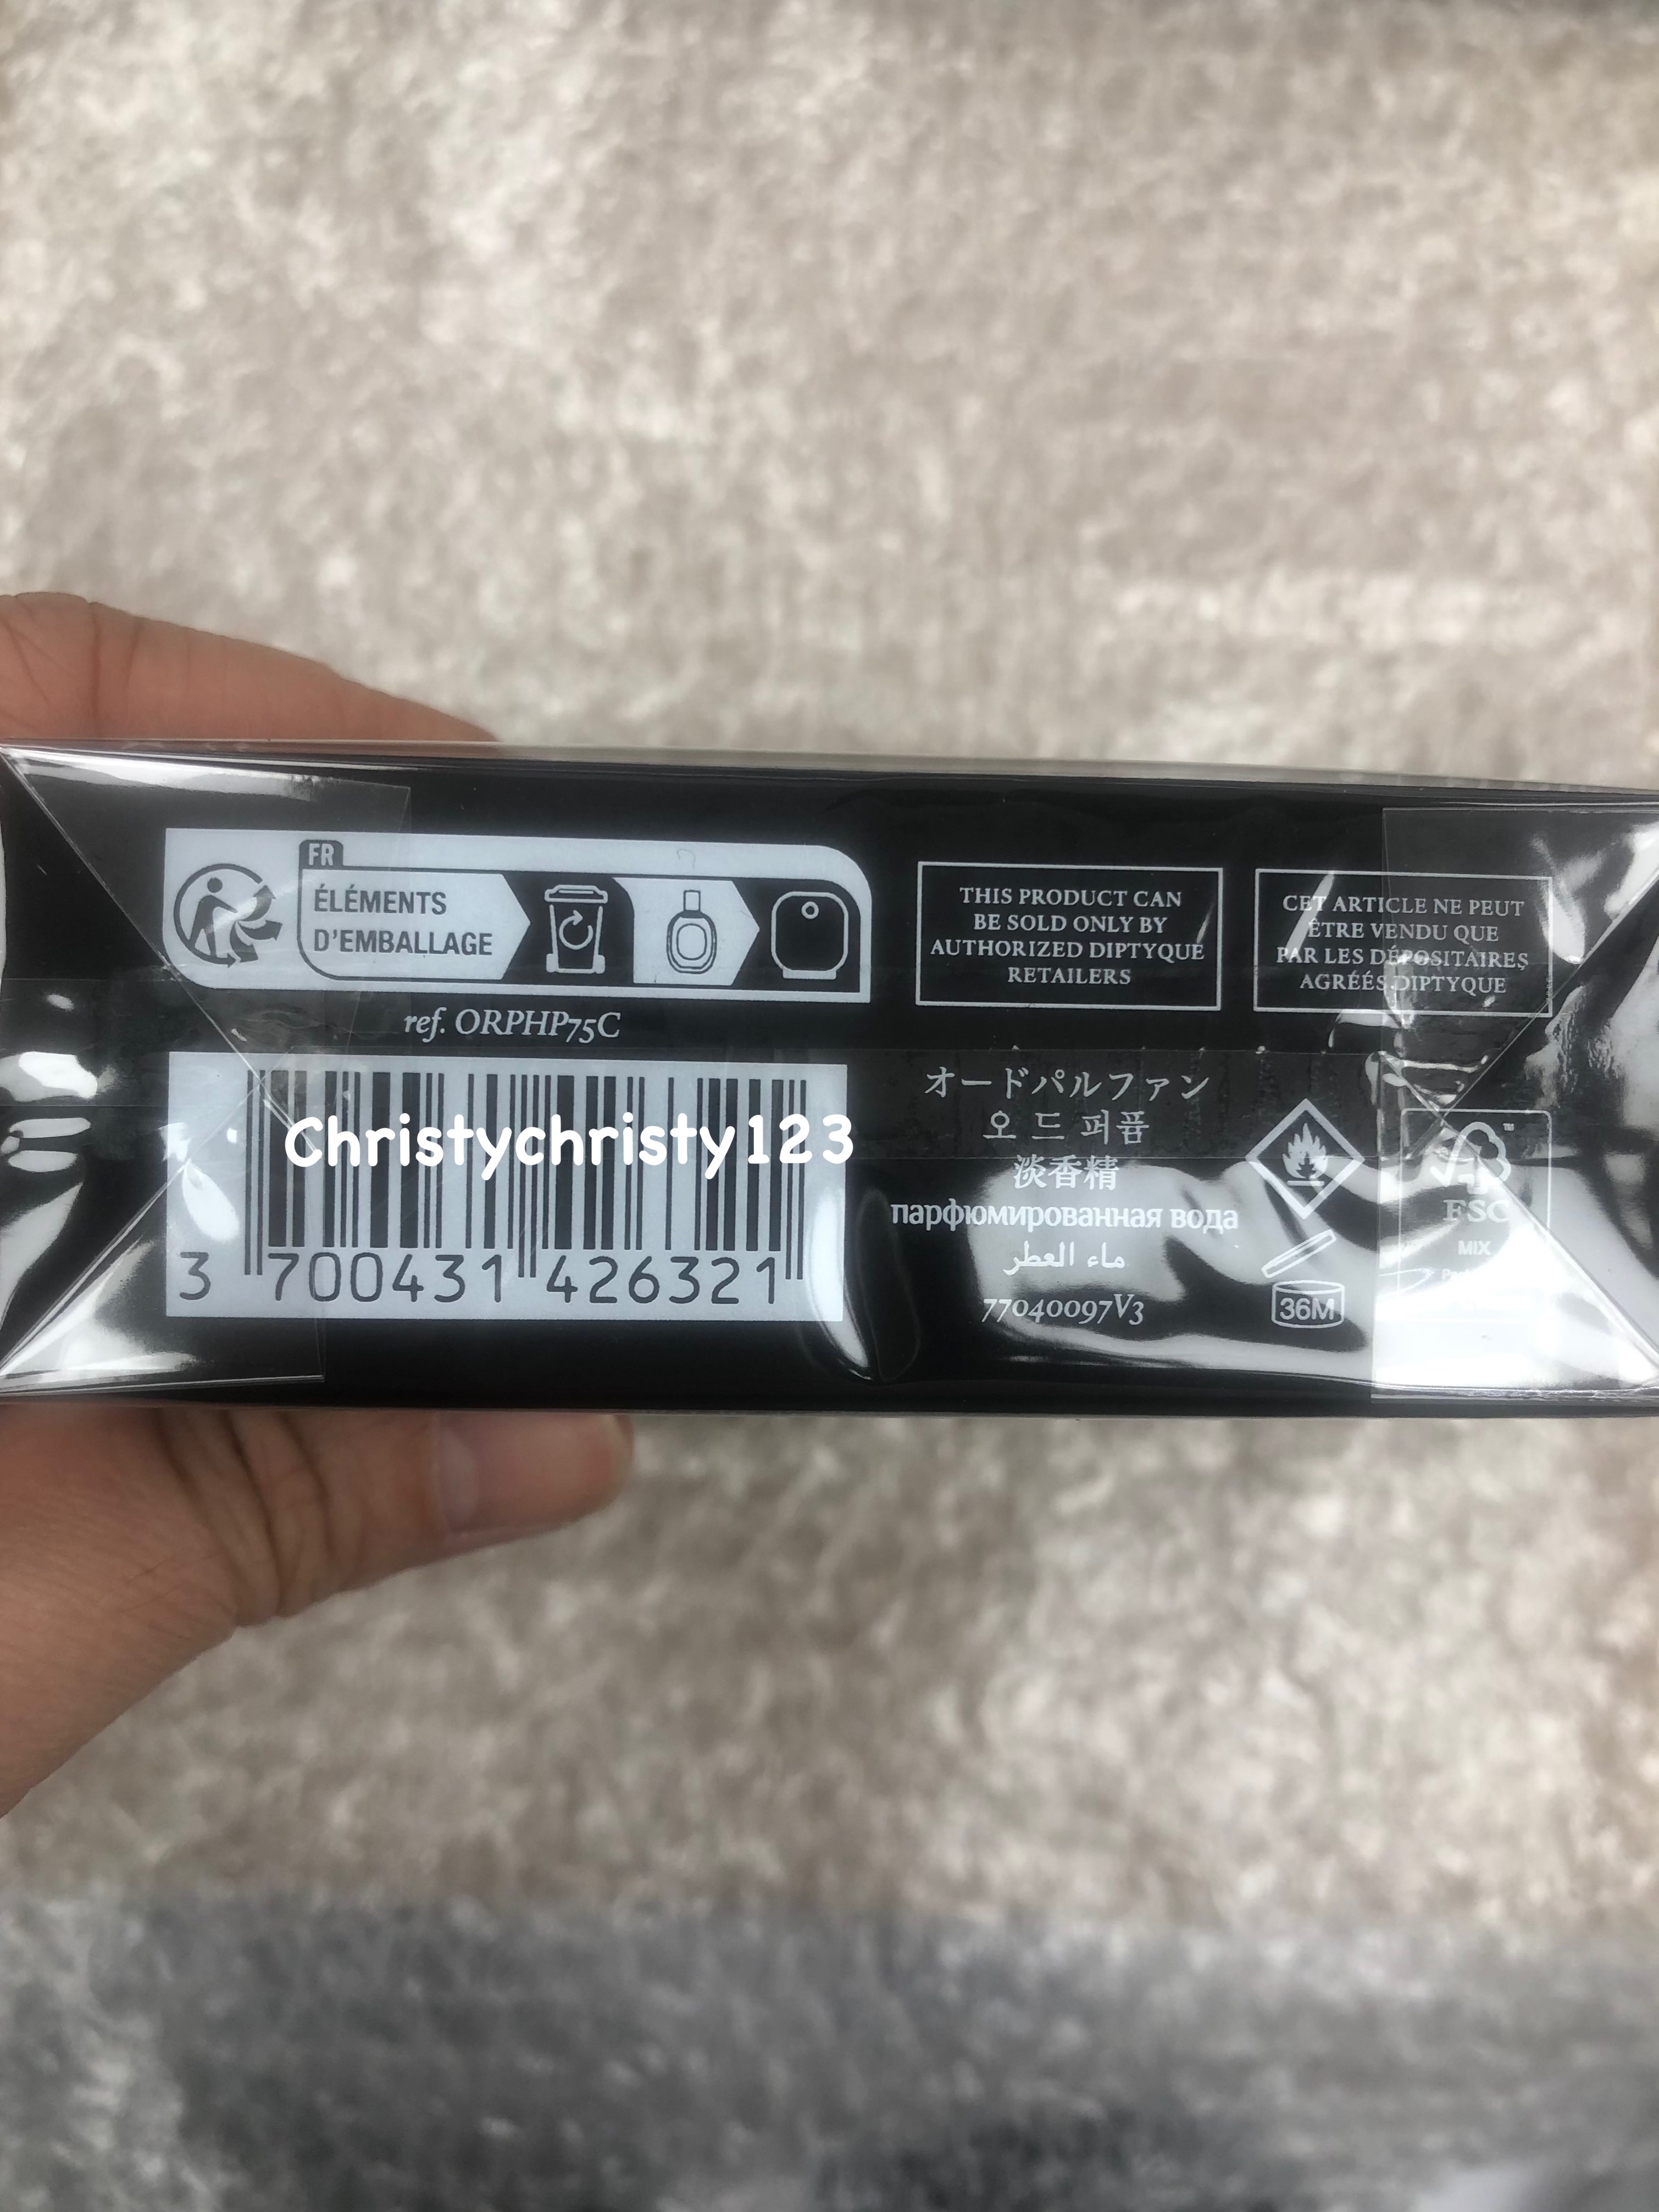 FR
ÉLÉMENTS
D'EMBALLAGE
THIS PRODUCT CAN
BE SOLD ONLY BY
AUTHORIZED DIPTYQUE
RETAILERS
CET ARTICLE NE PEUT
ÊTRE VENDU QUE
PAR LES DÉPOSITAIRES
AGRÉÉS DIPTYQUE
ref. ORPHP75C
Christychristy123
3 700431 426321
オードパルファン
오 드 퍼퓸
淡香精
парфюмированная вода
ماء العطر
77040097V3
36M
FSC™
MIX